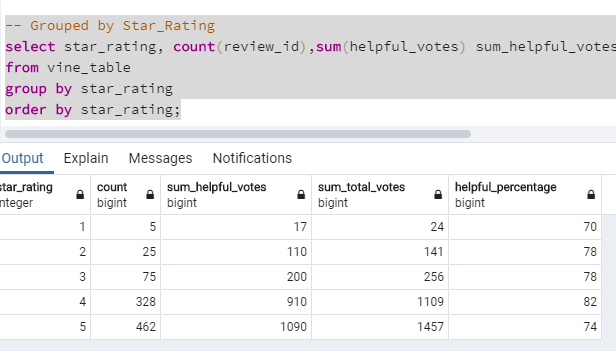 -- Grouped by Star_Rating
select star_rating, count(review_id),sum(helpful_votes) sum_helpful_votes
from vine_table
group by star_rating
order by star_rating;
Output Explain Messages Notifications
star_rating count sum_helpful_votes sum_total_votes helpful_percentage
integer bigint bigint bigint bigint
1 5 17 24 70
2 25 110 141 78
3 75 200 256 78
4 328 910 1109 82
5 462 1090 1457 74